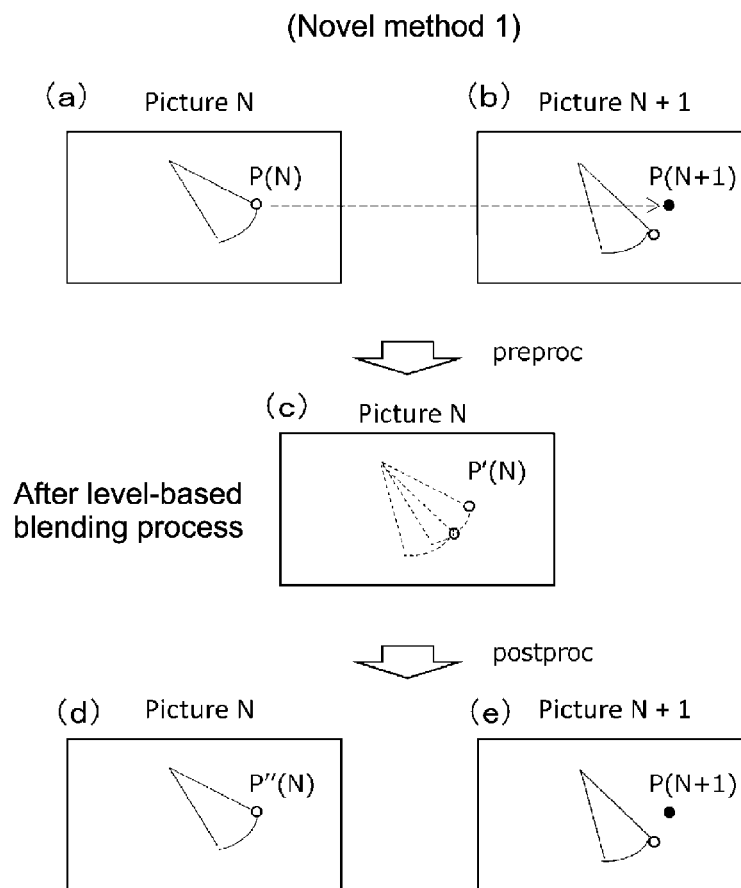 (Novel method 1)
(a) Picture N
(b) Picture N + 1
P(N)
P(N+1)
preproc
(c) Picture N
P'(N)
After level-based
blending process
postproc
(d) Picture N
(e) Picture N + 1
P''(N)
P(N+1)